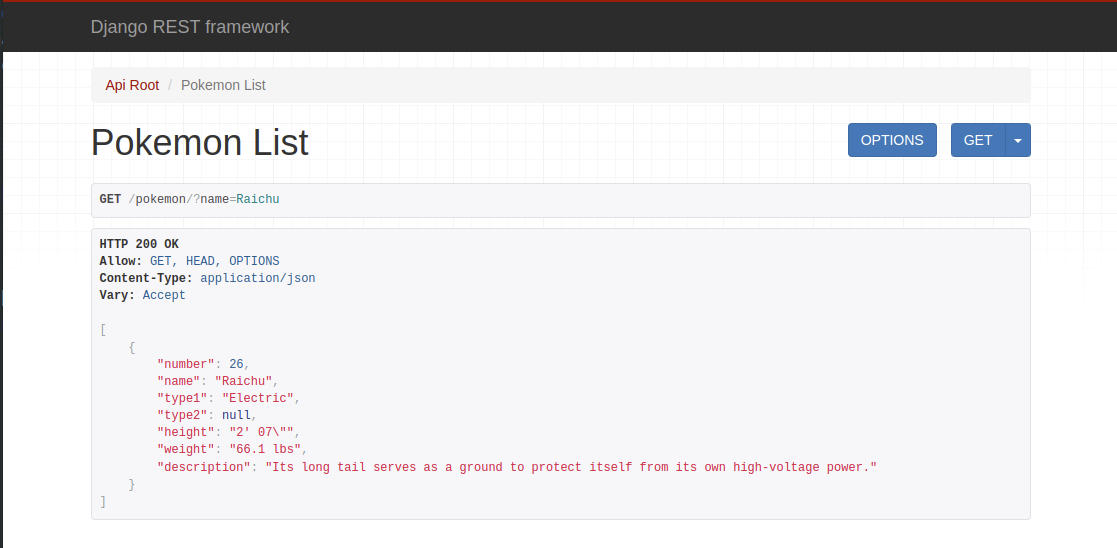 Django REST framework
Api Root / Pokemon List
Pokemon List
OPTIONS GET
GET /pokemon/?name=Raichu
HTTP 200 OK
Allow: GET, HEAD, OPTIONS
Content-Type: application/json
Vary: Accept
[
    {
        "number": 26,
        "name": "Raichu",
        "type1": "Electric",
        "type2": null,
        "height": "2' 07\"",
        "weight": "66.1 lbs",
        "description": "Its long tail serves as a ground to protect itself from its own high-voltage power."
    }
]